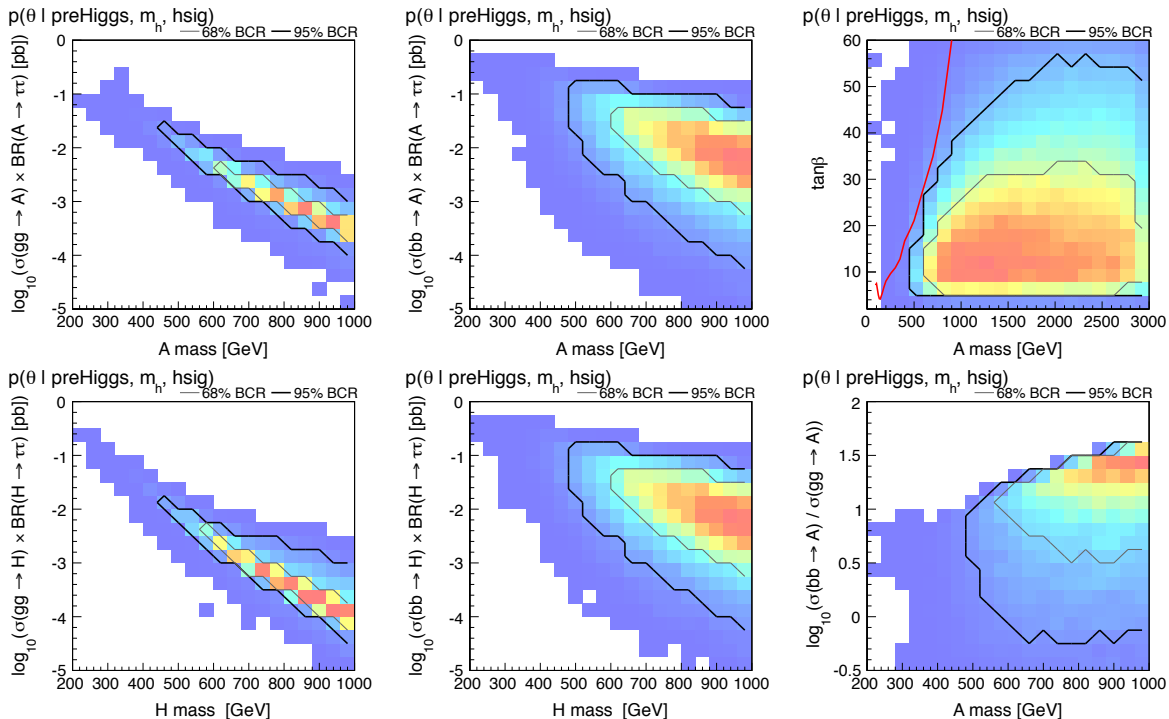 p(θ | preHiggs, m_h, hsig)
68% BCR 95% BCR
log10(σ(gg → A) × BR(A → ττ) [pb])
0
-1
-2
-3
-4
-5
200 300 400 500 600 700 800 900 1000
A mass [GeV]
p(θ | preHiggs, m_h, hsig)
68% BCR 95% BCR
log10(σ(bb → A) × BR(A → ττ) [pb])
0
-1
-2
-3
-4
-5
200 300 400 500 600 700 800 900 1000
A mass [GeV]
p(θ | preHiggs, m_h, hsig)
68% BCR 95% BCR
tanβ
60
50
40
30
20
10
0 500 1000 1500 2000 2500 3000
A mass [GeV]
p(θ | preHiggs, m_h, hsig)
68% BCR 95% BCR
log10(σ(gg → H) × BR(H → ττ) [pb])
0
-1
-2
-3
-4
-5
200 300 400 500 600 700 800 900 1000
H mass [GeV]
p(θ | preHiggs, m_h, hsig)
68% BCR 95% BCR
log10(σ(bb → H) × BR(H → ττ) [pb])
0
-1
-2
-3
-4
-5
200 300 400 500 600 700 800 900 1000
H mass [GeV]
p(θ | preHiggs, m_h, hsig)
68% BCR 95% BCR
log10(σ(bb → A) / σ(gg → A))
2
1.5
1
0.5
0
-0.5
200 300 400 500 600 700 800 900 1000
A mass [GeV]